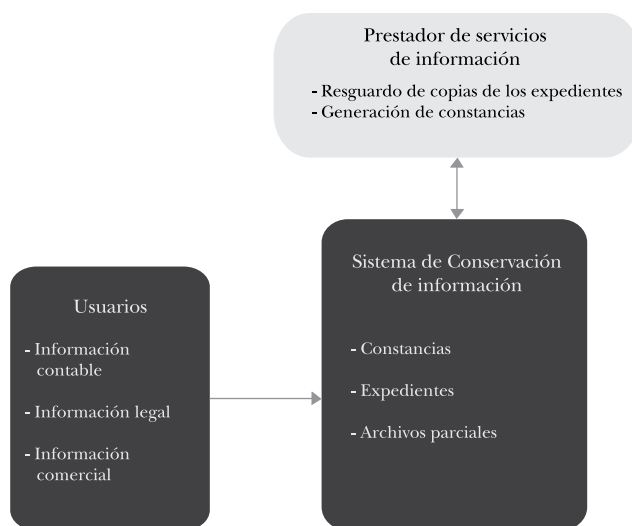 Prestador de servicios
de información
- Resguardo de copias de los expedientes
- Generación de constancias
Sistema de Conservación
de información
- Constancias
- Expedientes
- Archivos parciales
Usuarios
- Información
contable
- Información legal
- Información
comercial